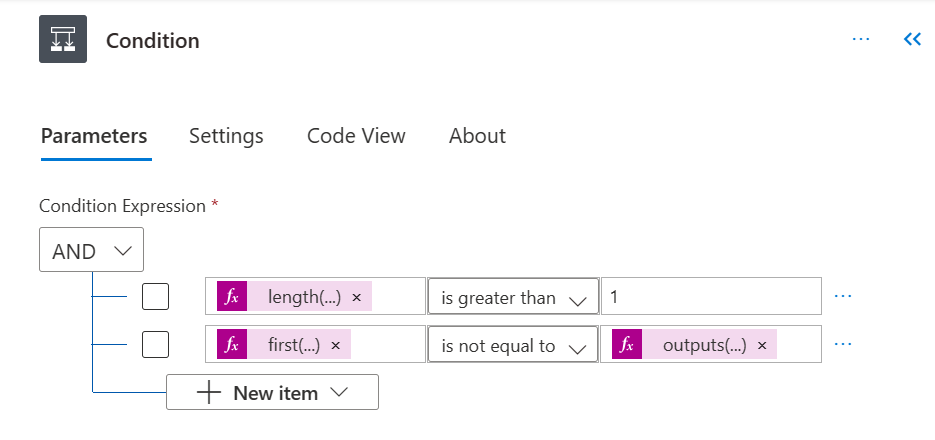 Condition
Parameters Settings Code View About
Condition Expression *
AND
fx length(...) × is greater than 1
fx first(...) × is not equal to fx outputs(...) ×
New item